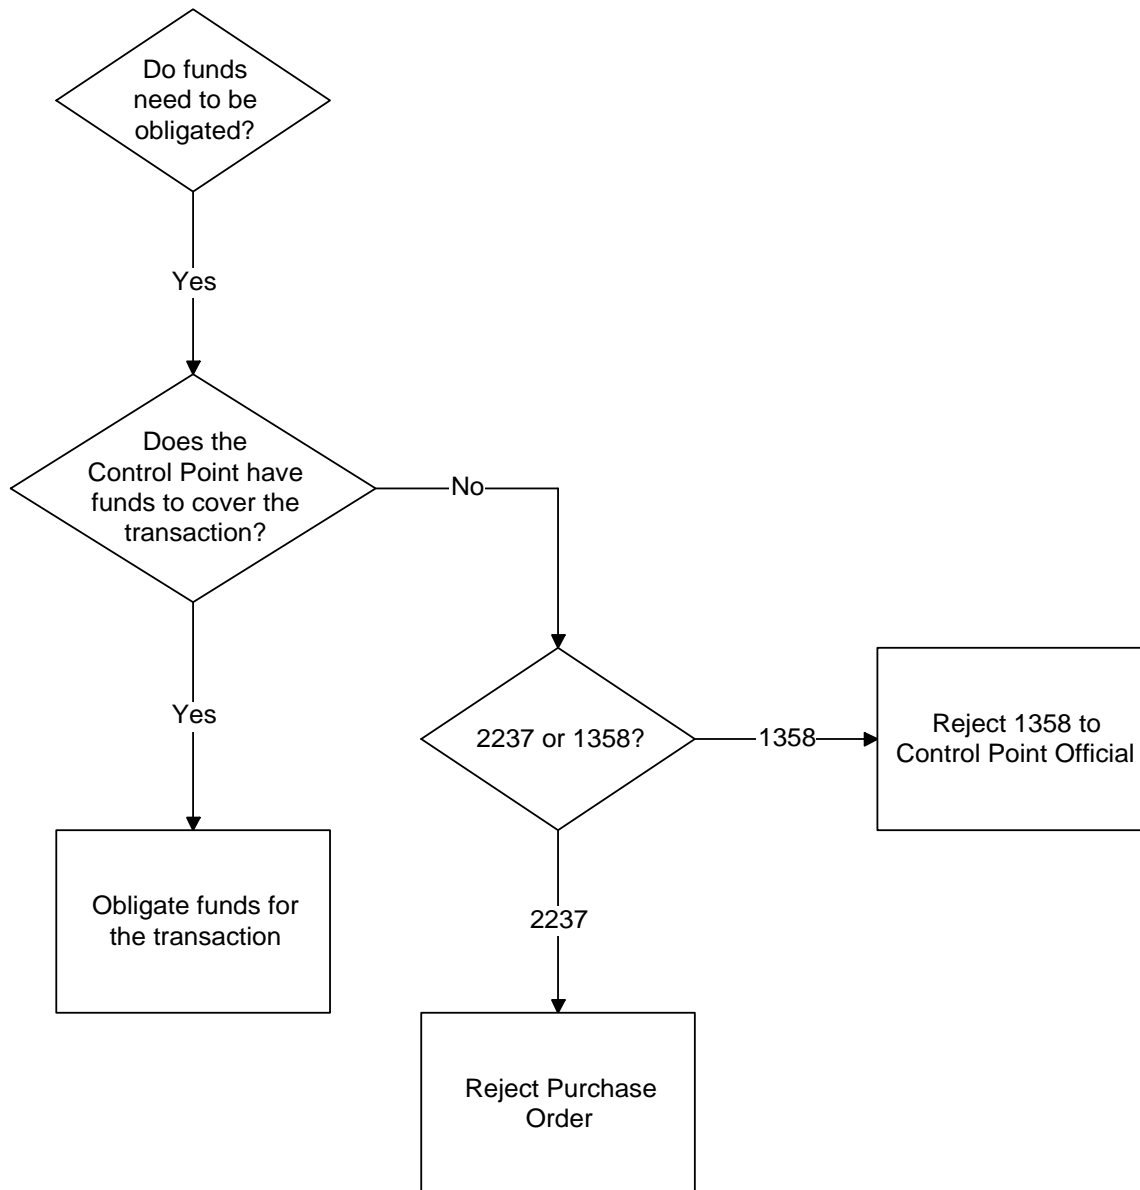 Do funds
need to be
obligated?
Yes
Does the
Control Point have
funds to cover the
transaction?
No
Yes
2237 or 1358?
1358
Reject 1358 to
Control Point Official
Obligate funds for
the transaction
2237
Reject Purchase
Order